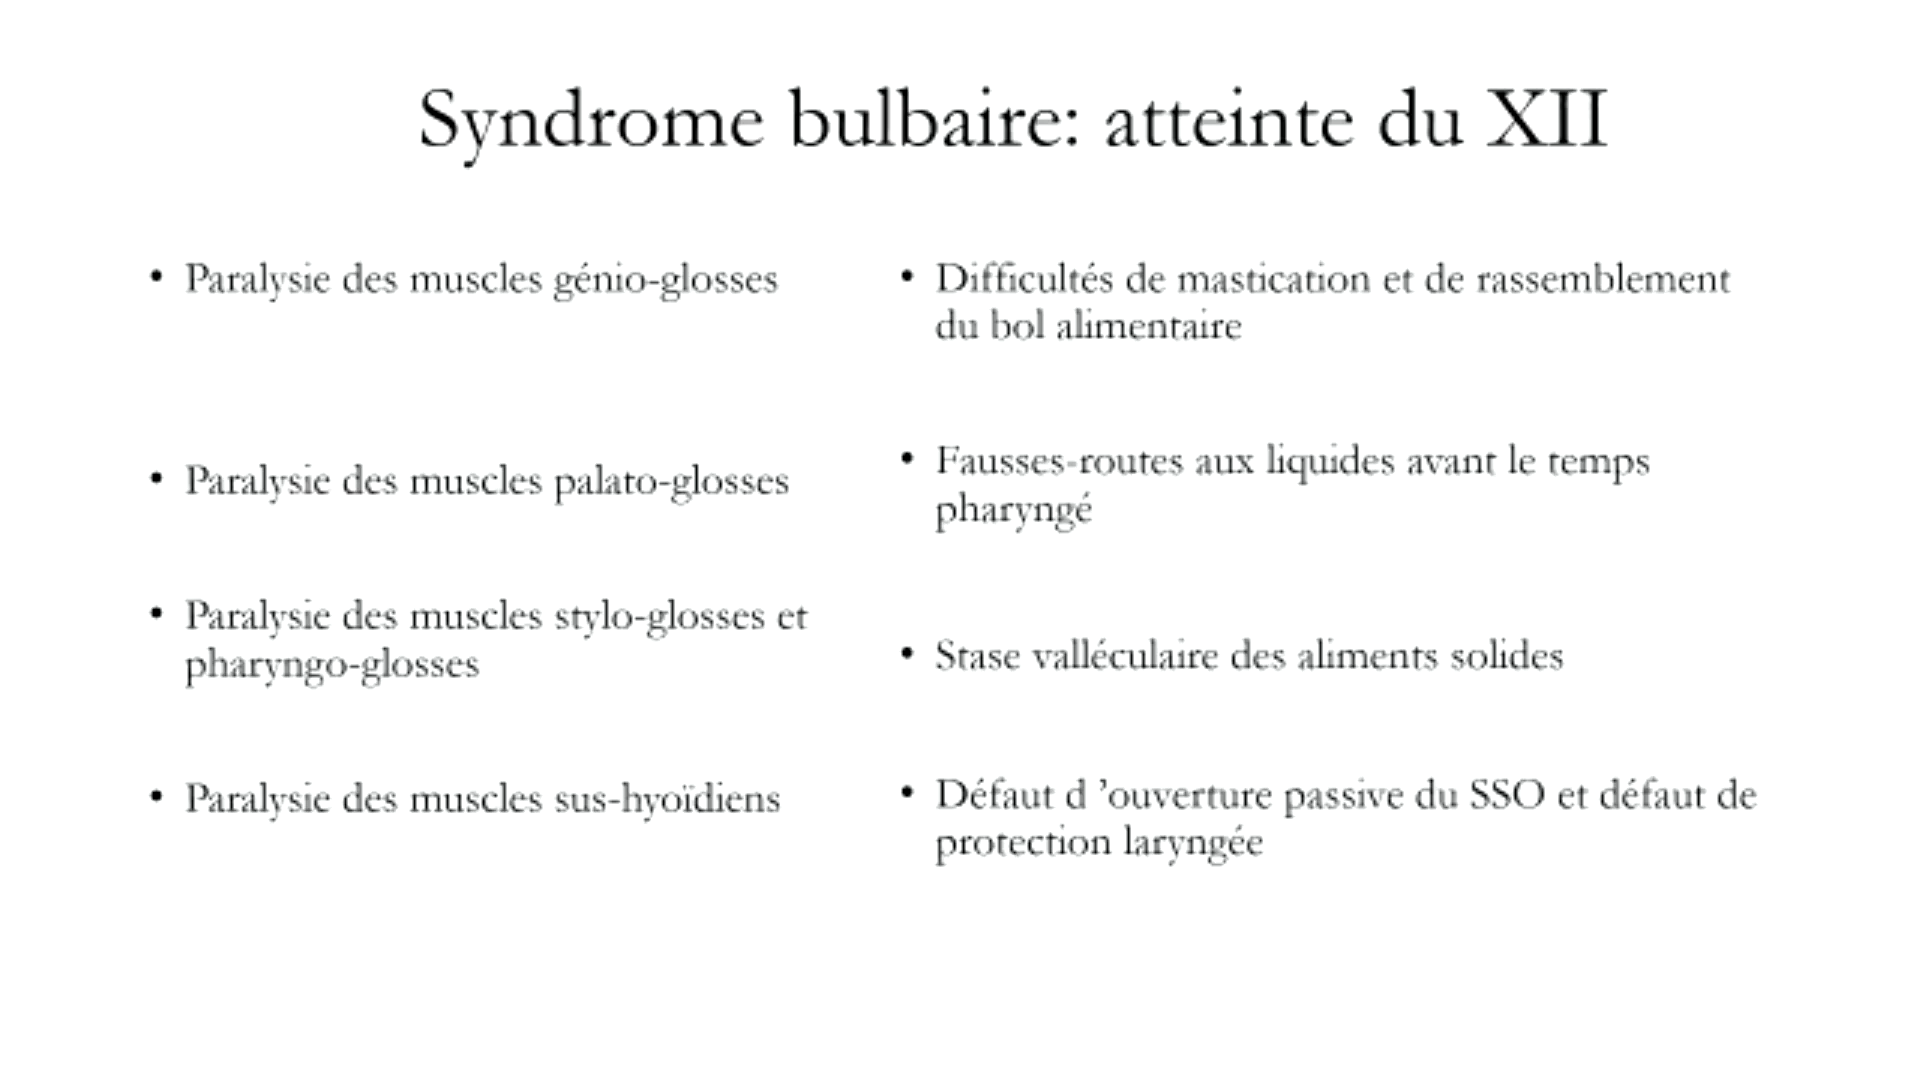 Syndrome bulbaire: atteinte du XII
• Paralysie des muscles génio-glosses
• Paralysie des muscles palato-glosses
• Paralysie des muscles stylo-glosses et
pharyngo-glosses
• Paralysie des muscles sus-hyoïdiens
• Difficultés de mastication et de rassemblement
du bol alimentaire
• Fausses-routes aux liquides avant le temps
pharyngé
• Stase valléculaire des aliments solides
• Défaut d ’ouverture passive du SSO et défaut de
protection laryngée